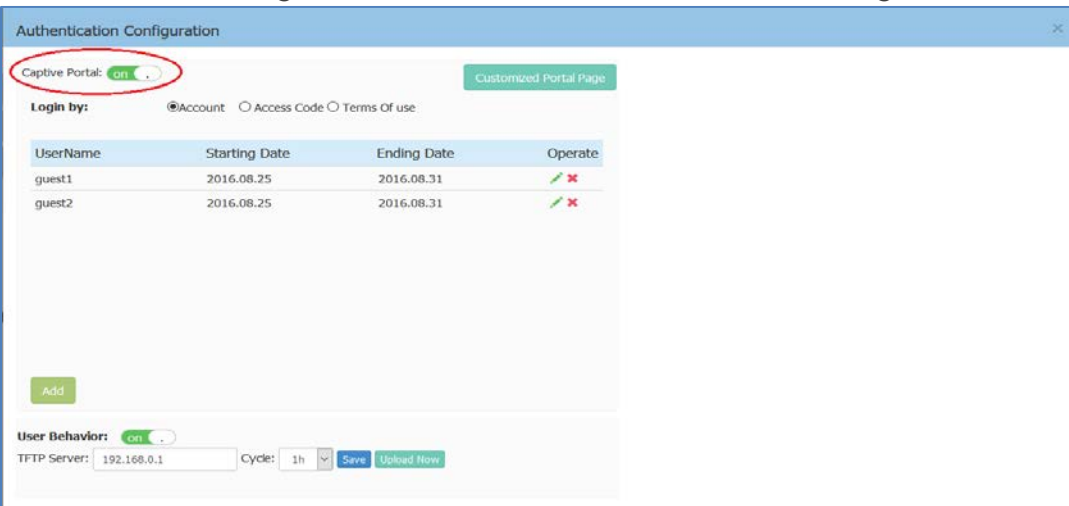 Authentication Configuration
Captive Portal: on
Customized Portal Page
Login by: Account Access Code Terms Of use
UserName Starting Date Ending Date Operate
guest1 2016.08.25 2016.08.31
guest2 2016.08.25 2016.08.31
Add
User Behavior: on
TFTP Server: 192.168.0.1 Cycle: 1h Save Upload Now